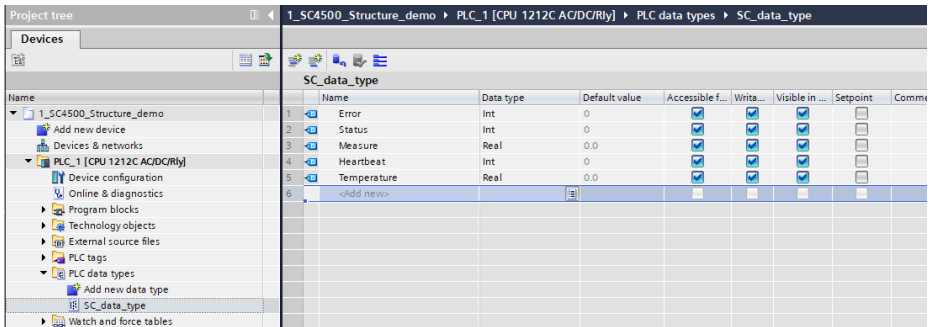 Project tree
1_SC4500_Structure_demo ▸ PLC_1 [CPU 1212C AC/DC/Rly] ▸ PLC data types ▸ SC_data_type
Devices
SC_data_type
Name
1_SC4500_Structure_demo
Add new device
Devices & networks
PLC_1 [CPU 1212C AC/DC/Rly]
Device configuration
Online & diagnostics
Program blocks
Technology objects
External source files
PLC tags
PLC data types
Add new data type
SC_data_type
Watch and force tables
Name Data type Default value Accessible f... Writa... Visible in ... Setpoint Comme
1 Error Int 0
2 Status Int 0
3 Measure Real 0.0
4 Heartbeat Int 0
5 Temperature Real 0.0
6 <Add new>